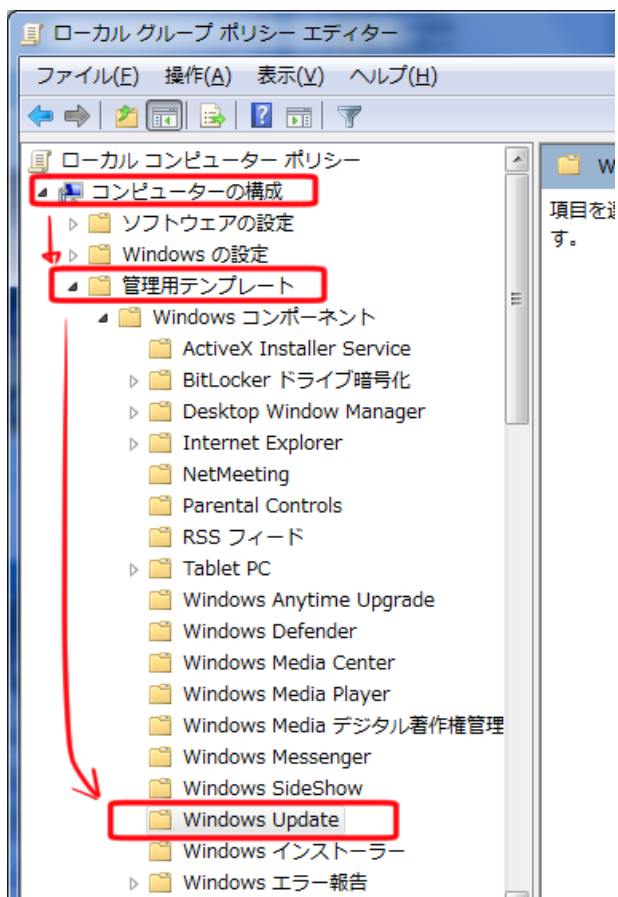 ローカル グループ ポリシー エディター
ファイル(F) 操作(A) 表示(V) ヘルプ(H)
ローカル コンピューター ポリシー
コンピューターの構成
ソフトウェアの設定
Windows の設定
管理用テンプレート
Windows コンポーネント
ActiveX Installer Service
BitLocker ドライブ暗号化
Desktop Window Manager
Internet Explorer
NetMeeting
Parental Controls
RSS フィード
Tablet PC
Windows Anytime Upgrade
Windows Defender
Windows Media Center
Windows Media Player
Windows Media デジタル著作権管理
Windows Messenger
Windows SideShow
Windows Update
Windows インストーラー
Windows エラー報告
W
項目を
す。